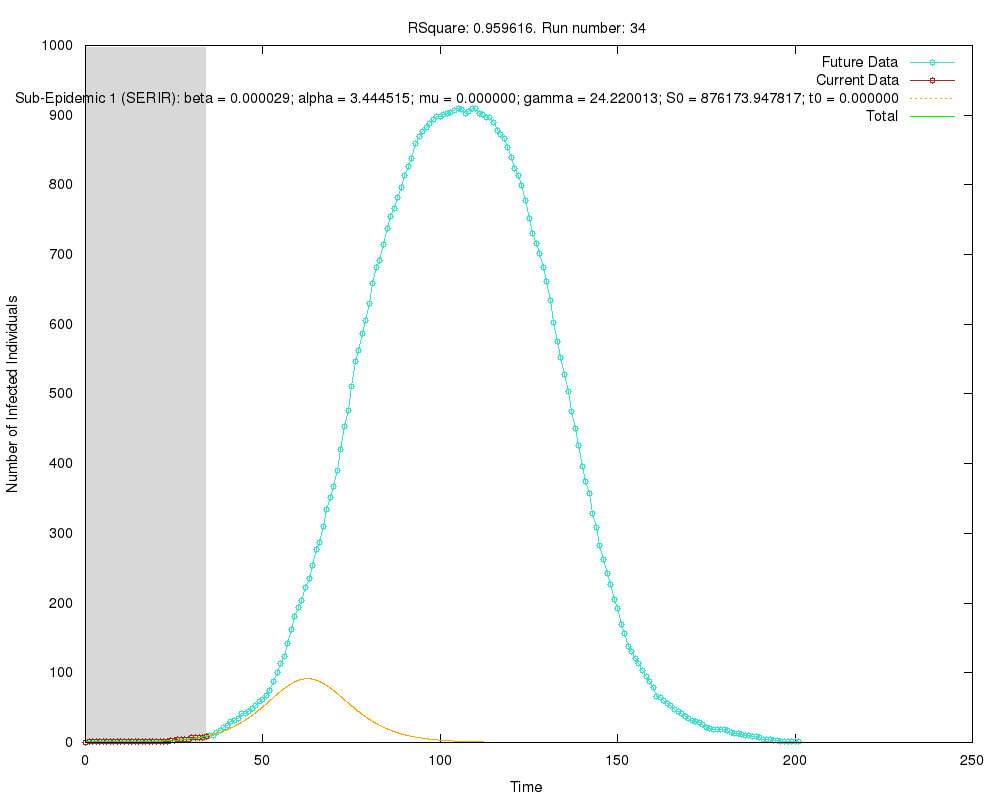 RSquare: 0.959616. Run number: 34
Future Data
Current Data
Sub-Epidemic 1 (SERIR): beta = 0.000029; alpha = 3.444515; mu = 0.000000; gamma = 24.220013; S0 = 876173.947817; t0 = 0.000000
Total
Number of Infected Individuals
1000
900
800
700
600
500
400
300
200
100
0
0 50 100 150 200 250
Time